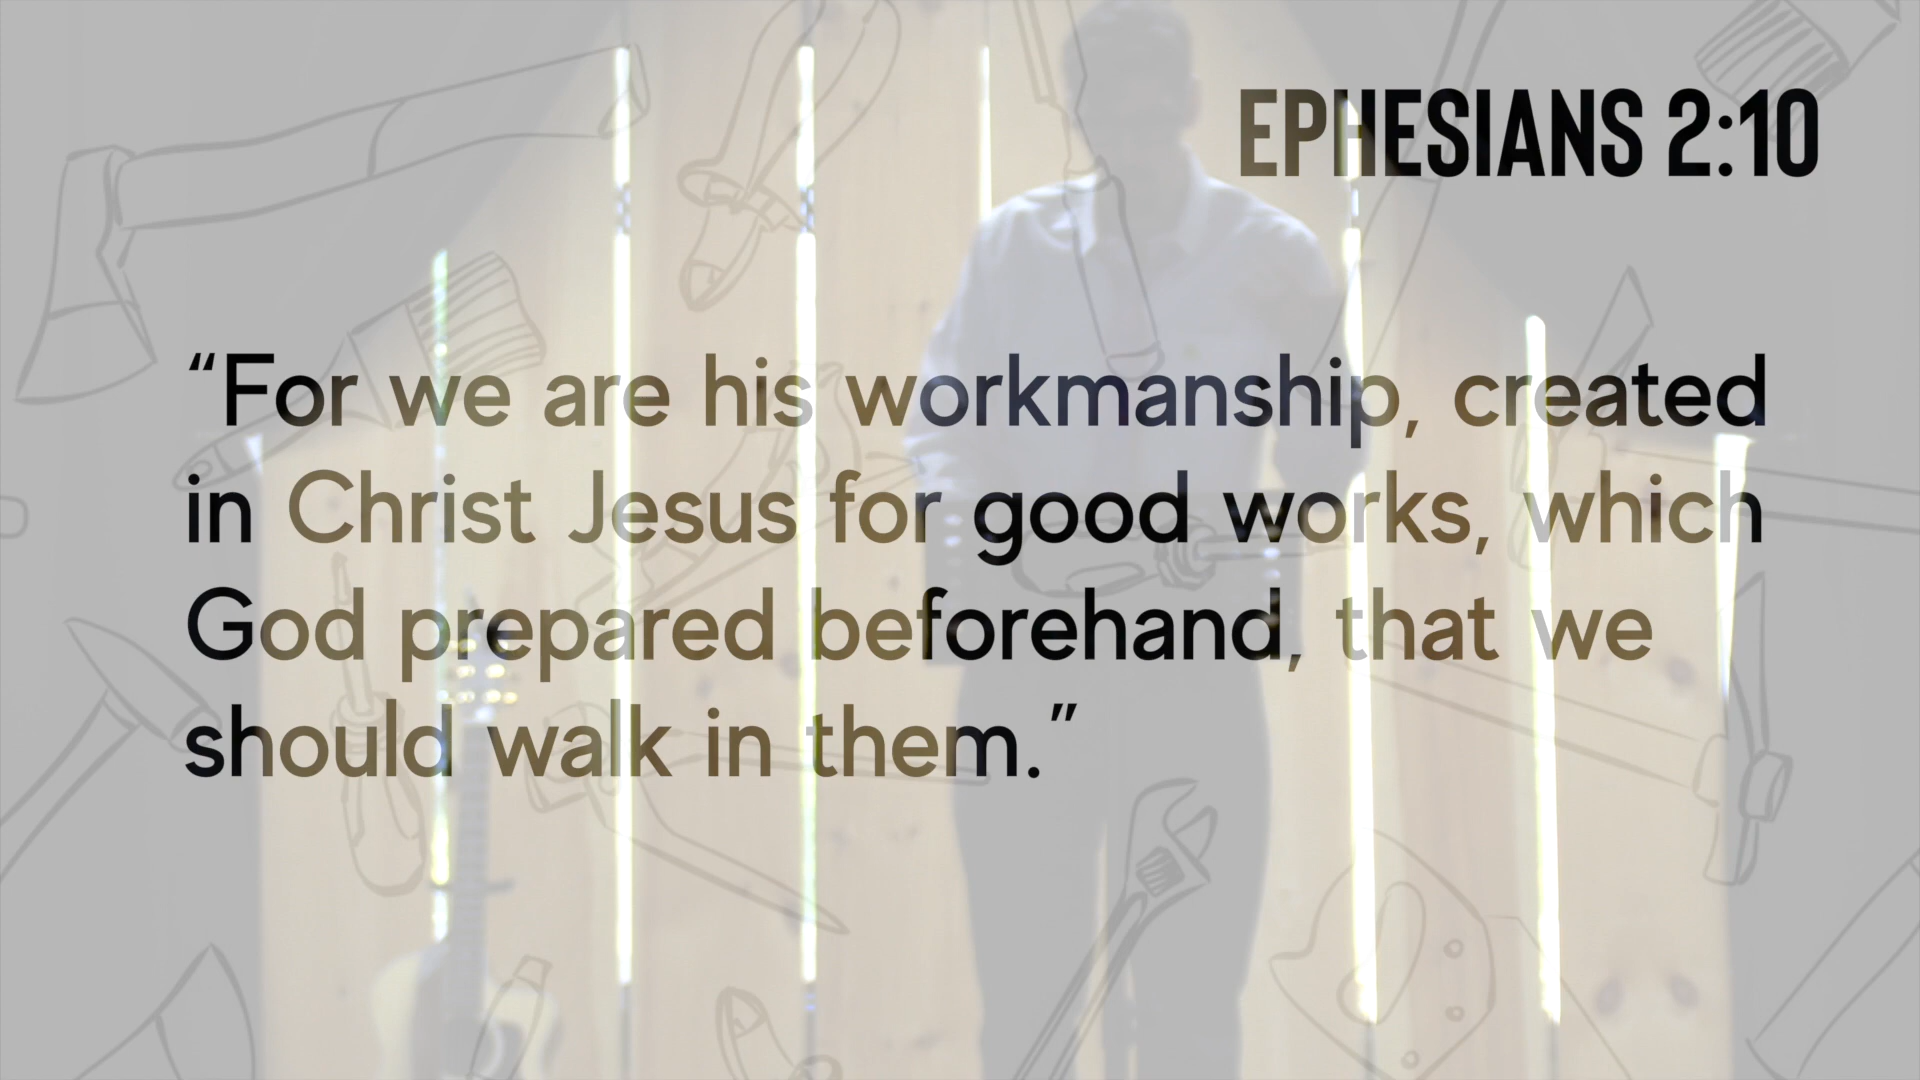 EPHESIANS 2:10
“For we are his workmanship, created
in Christ Jesus for good works, which
God prepared beforehand, that we
should walk in them.”